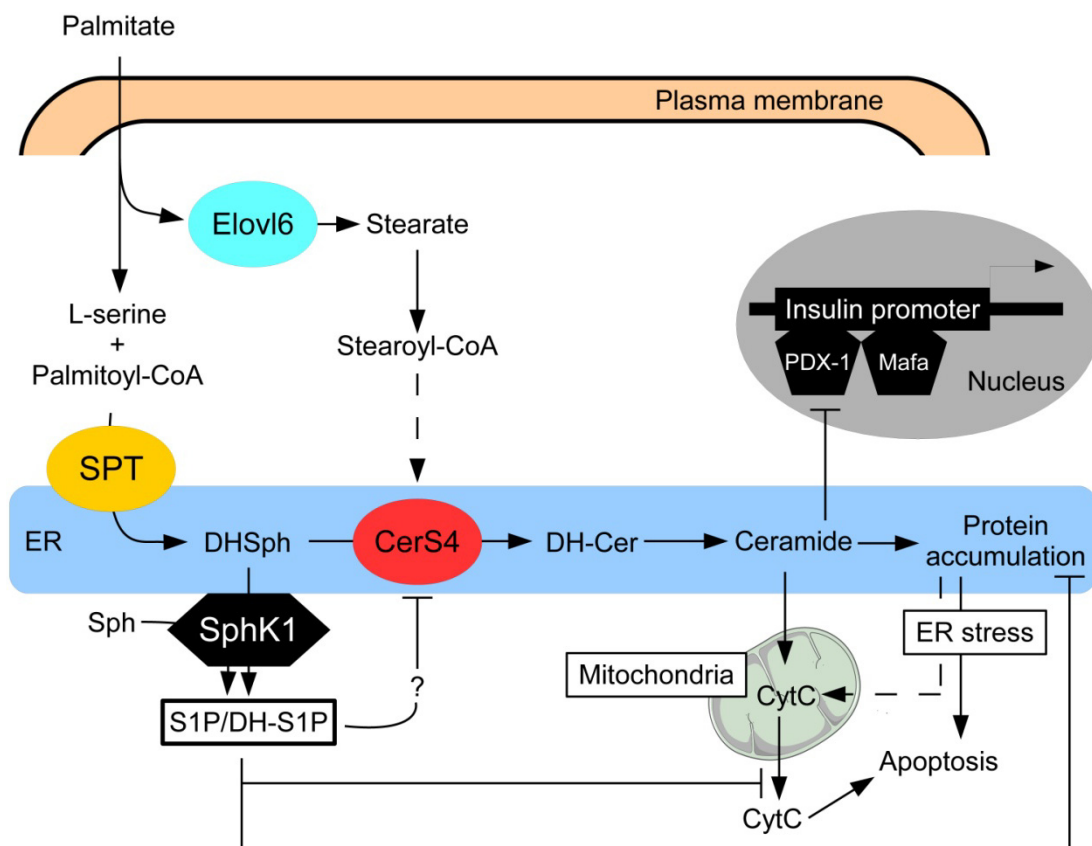 Palmitate
Plasma membrane
Elovl6
Stearate
L-serine
+
Palmitoyl-CoA
Stearoyl-CoA
Insulin promoter
PDX-1
Mafa
Nucleus
SPT
ER
DHSph
CerS4
DH-Cer
Ceramide
Protein
accumulation
Sph
SphK1
ER stress
Mitochondria
CytC
?
S1P/DH-S1P
Apoptosis
CytC